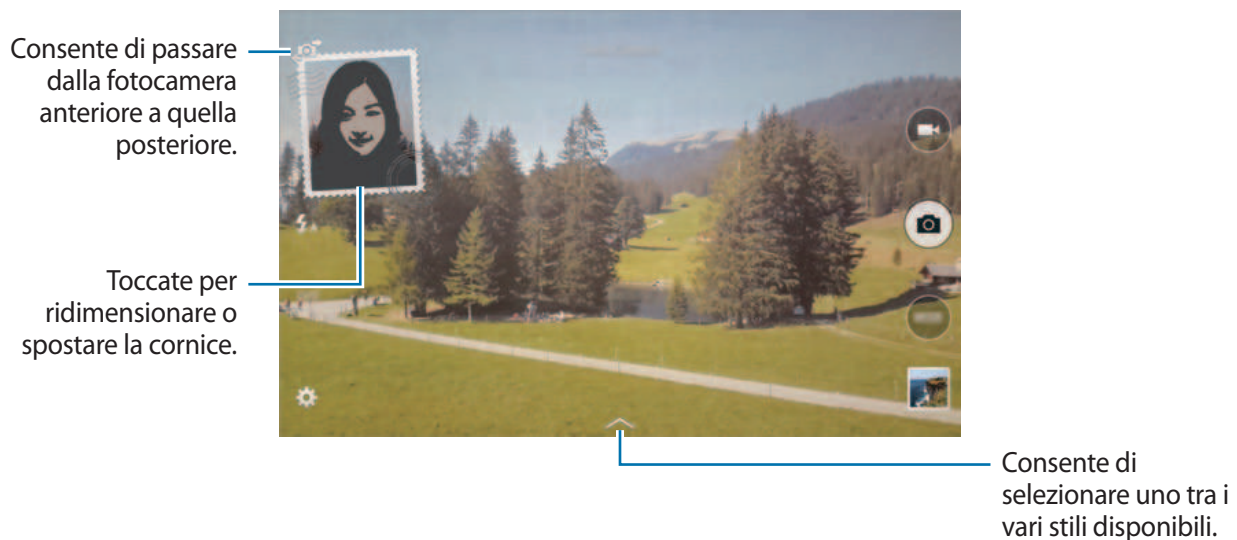 Consente di passare
dalla fotocamera
anteriore a quella
posteriore.
Toccate per
ridimensionare o
spostare la cornice.
Consente di
selezionare uno tra i
vari stili disponibili.